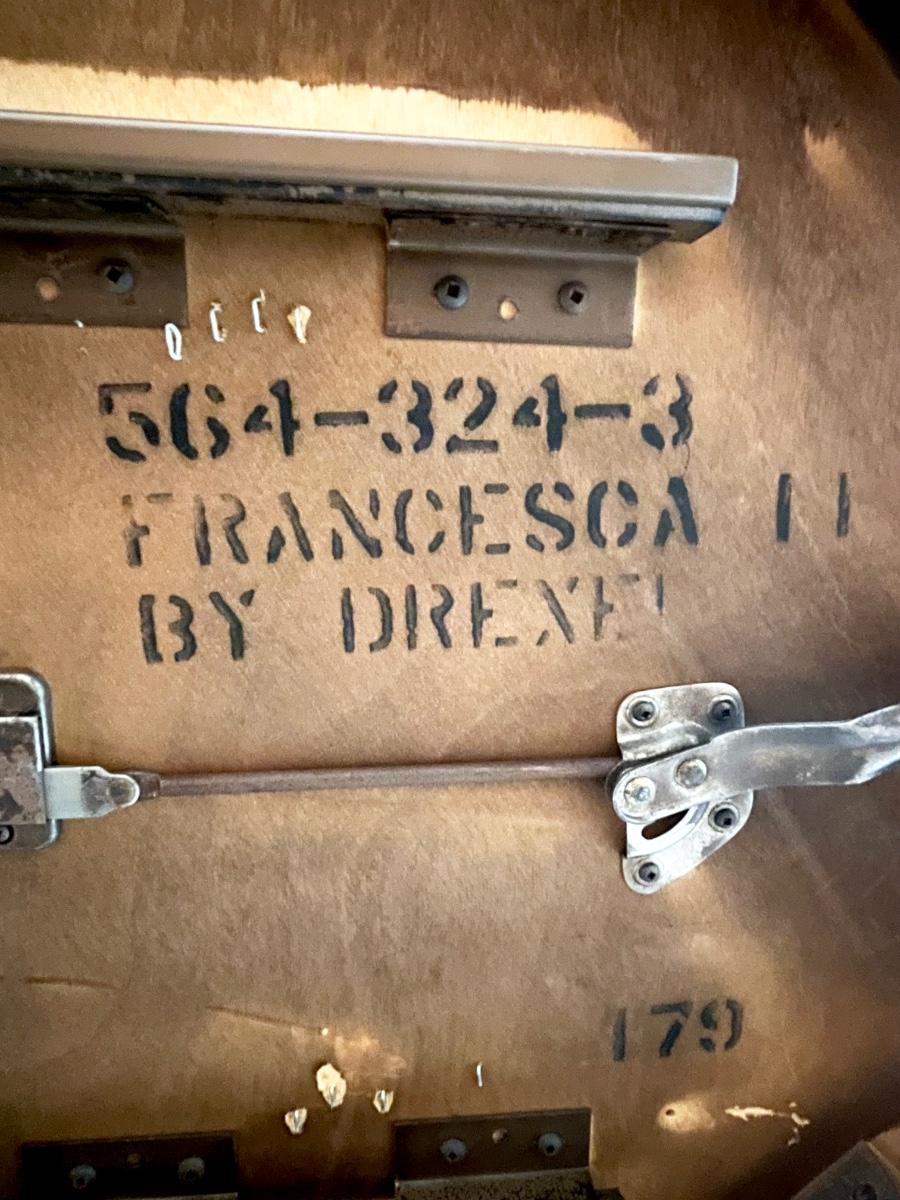 564-324-3
FRANCESCA II
BY DREXEL
179